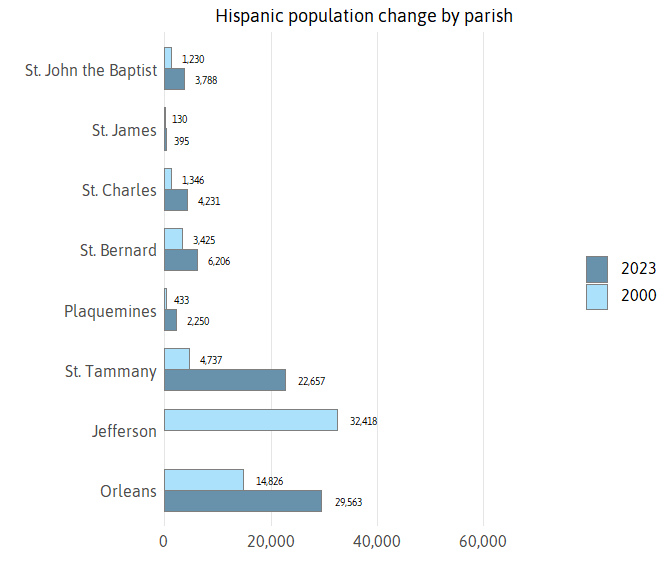 Hispanic population change by parish
St. John the Baptist
1,230
3,788
St. James
130
395
St. Charles
1,346
4,231
St. Bernard
3,425
6,206
Plaquemines
433
2,250
St. Tammany
4,737
22,657
Jefferson
32,418
Orleans
14,826
29,563
0
20,000
40,000
60,000
2023
2000